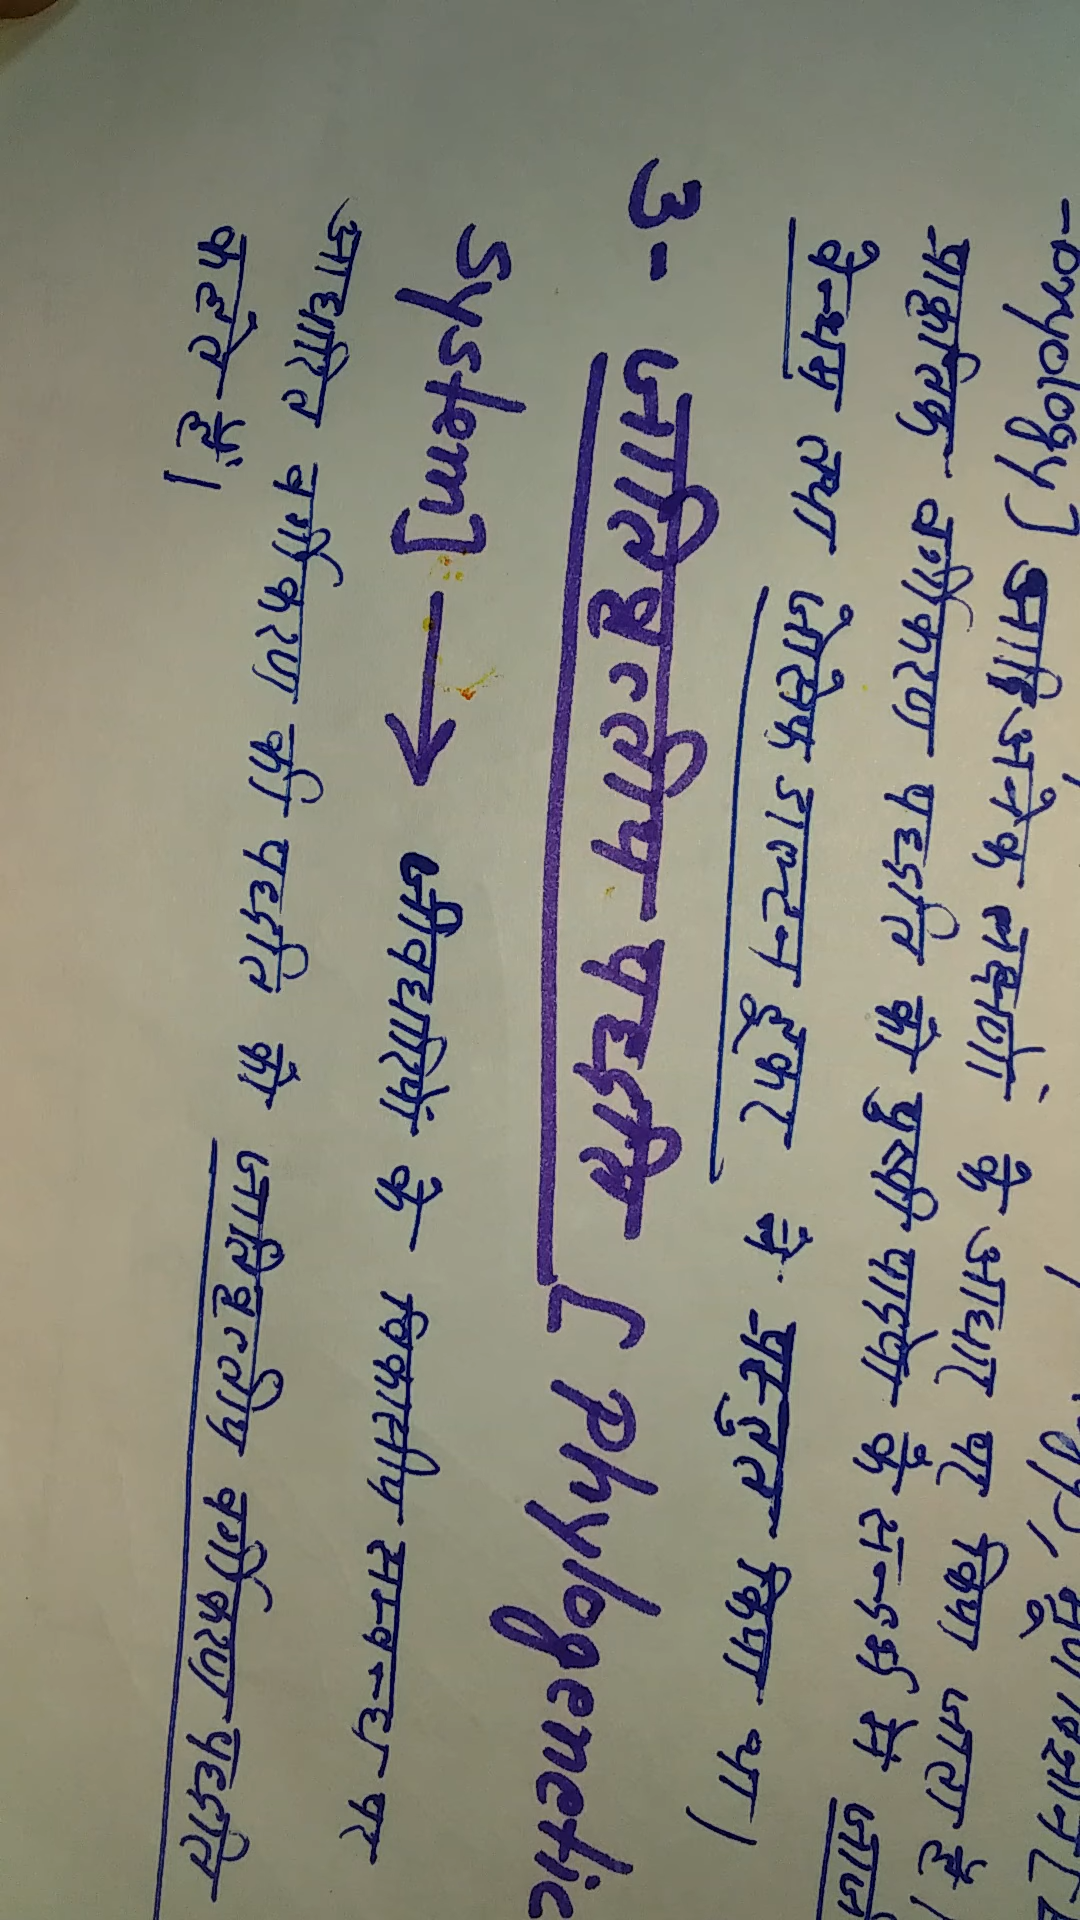 -bryology] आदि अनेक लक्षणों के आधार पर किया जाता है।
प्राकृतिक वर्गीकरण पद्धति को पुष्पी पादपों के सन्दर्भ में जार्ज
बेन्थम तथा जोसेफ डाल्टन हूकर ने प्रस्तुत किया था।
3- जातिवृत्तीय पद्धति [ Phylogenetic
System] → जीवधारियों के विकासीय सम्बन्ध पर
आधारित वर्गीकरण की पद्धति को जातिवृत्तीय वर्गीकरण पद्धति
कहते हैं।